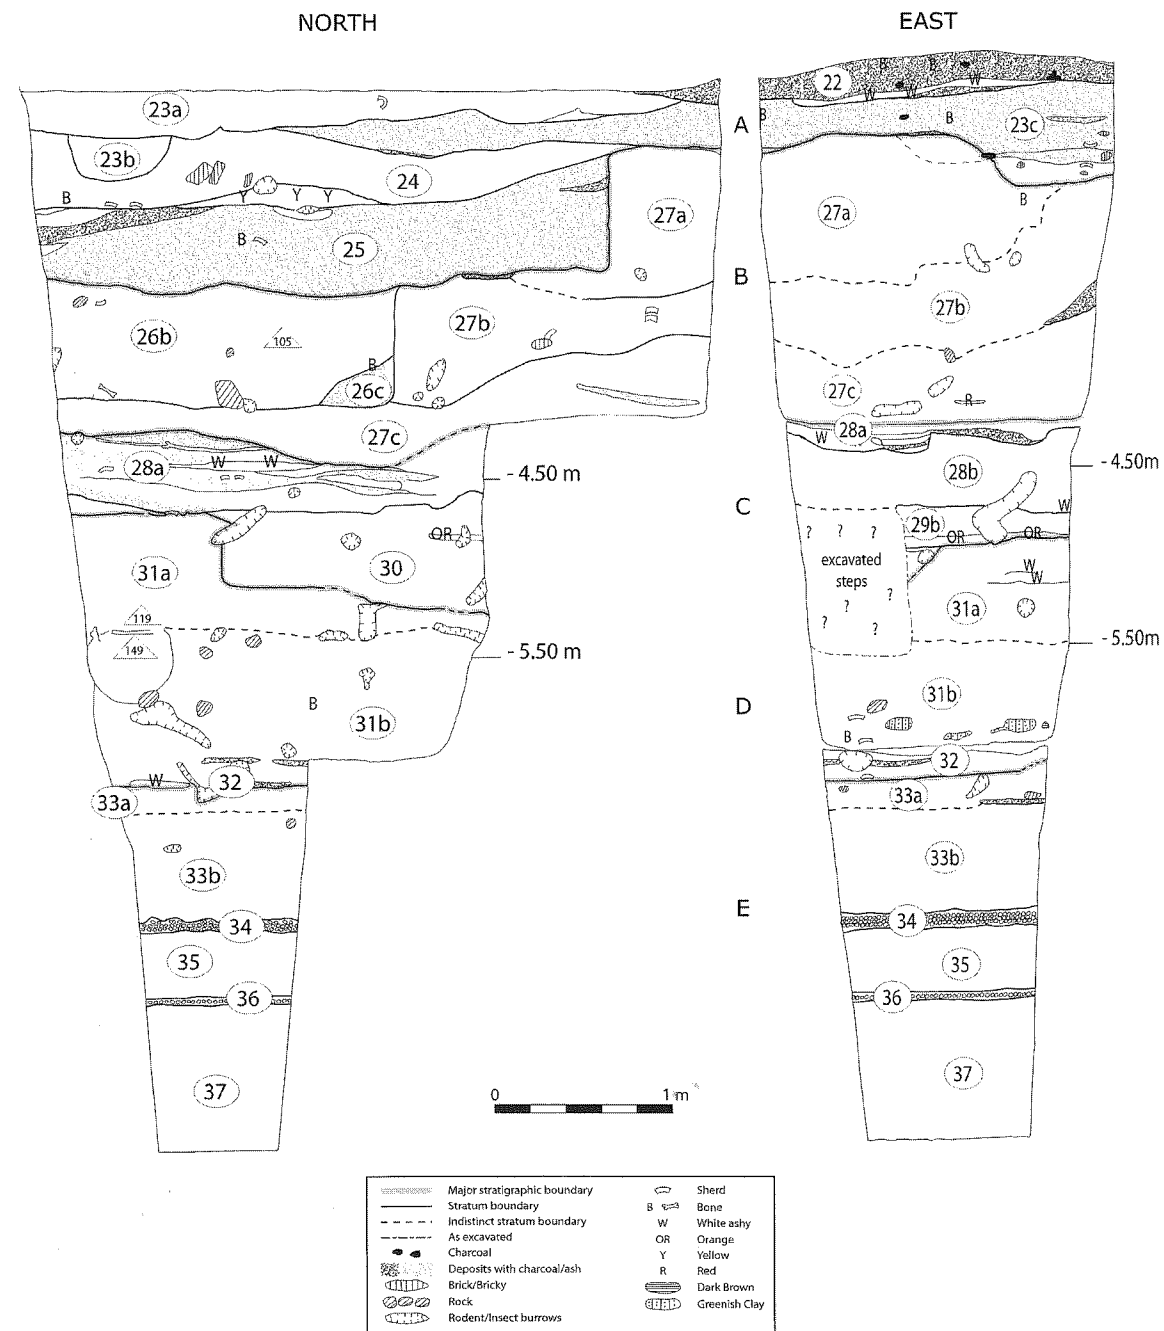 NORTH
EAST
23a
23b
24
B
Y Y Y
B
25
27a
26b
105
B
26c
27b
27c
28a
W W
- 4.50 m
OR
30
31a
119
149
- 5.50 m
B
31b
W
32
33a
33b
34
35
36
37
A
B
C
D
E
B B W
22
W W W
B B
23c
B
27a
27b
27c
R
28a
W
28b
- 4.50m
W
29b
OR OR
? ? ?
excavated
steps
? ?
? ?
W
W
31a
- 5.50 m
31b
B
32
33a
33b
34
35
36
37
0 1 m
Major stratigraphic boundary
Stratum boundary
Indistinct stratum boundary
As excavated
Charcoal
Deposits with charcoal/ash
Brick/Bricky
Rock
Rodent/Insect burrows
Sherd
B Bone
W White ashy
OR Orange
Y Yellow
R Red
Dark Brown
Greenish Clay